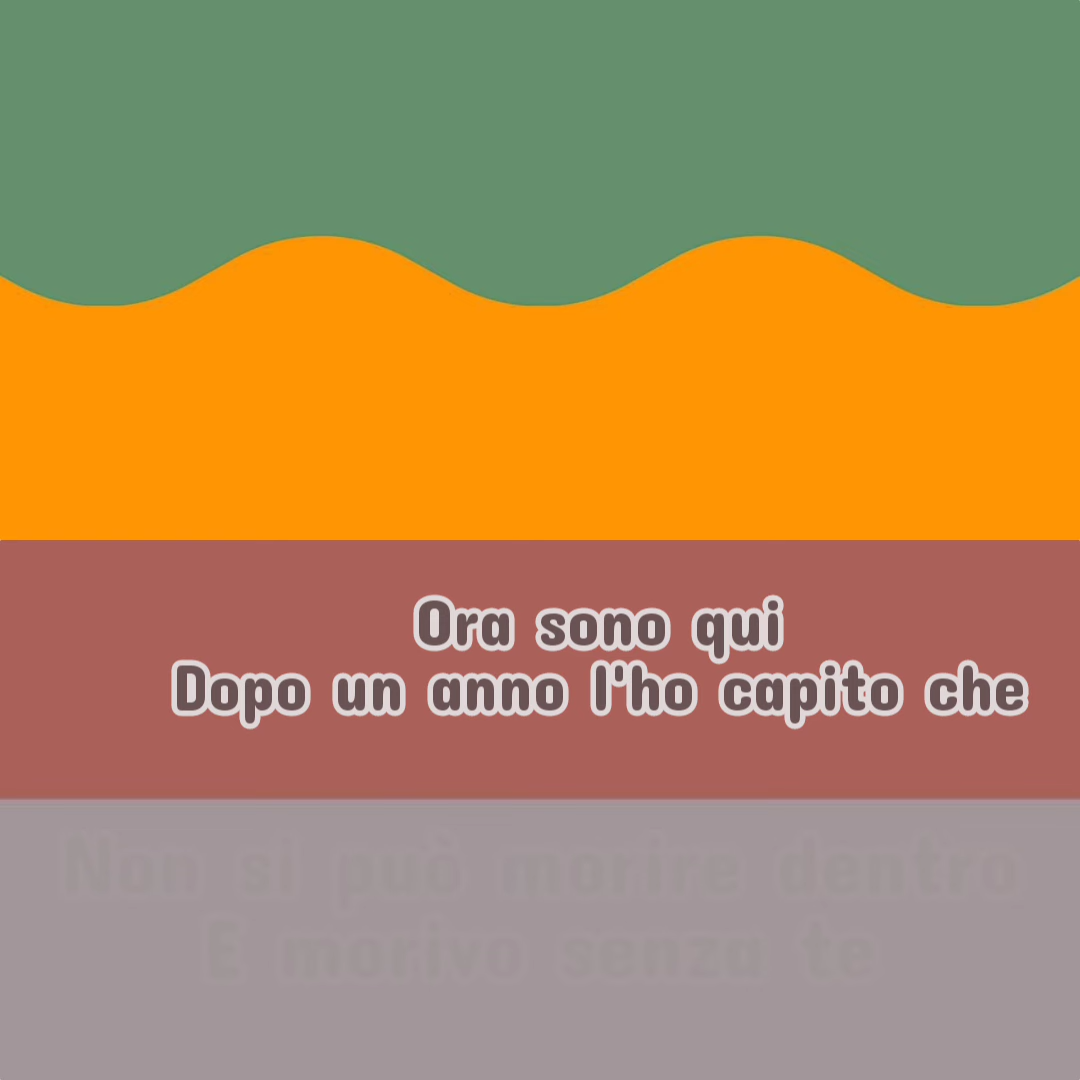 Ora sono qui
Dopo un anno l'ho capito che
Non si può morire dentro
E morivo senza te